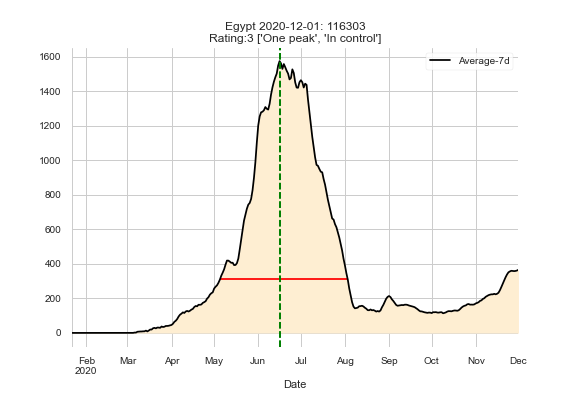 Egypt 2020-12-01: 116303
Rating:3 ['One peak', 'In control']
Average-7d
1600
1400
1200
1000
800
600
400
200
0
Feb Mar Apr May Jun Jul Aug Sep Oct Nov Dec
2020
Date